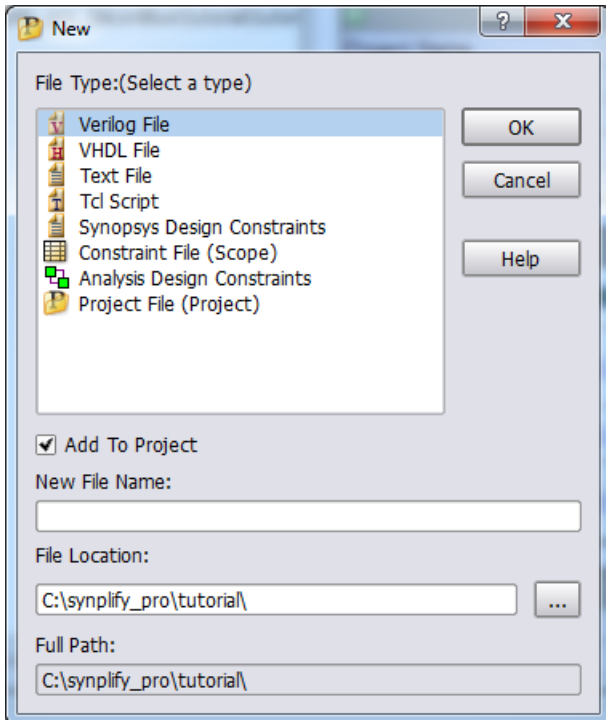 New
File Type:(Select a type)
Verilog File
VHDL File
Text File
Tcl Script
Synopsys Design Constraints
Constraint File (Scope)
Analysis Design Constraints
Project File (Project)
OK
Cancel
Help
Add To Project
New File Name:
File Location:
C:\synplify_pro\tutorial\
...
Full Path:
C:\synplify_pro\tutorial\